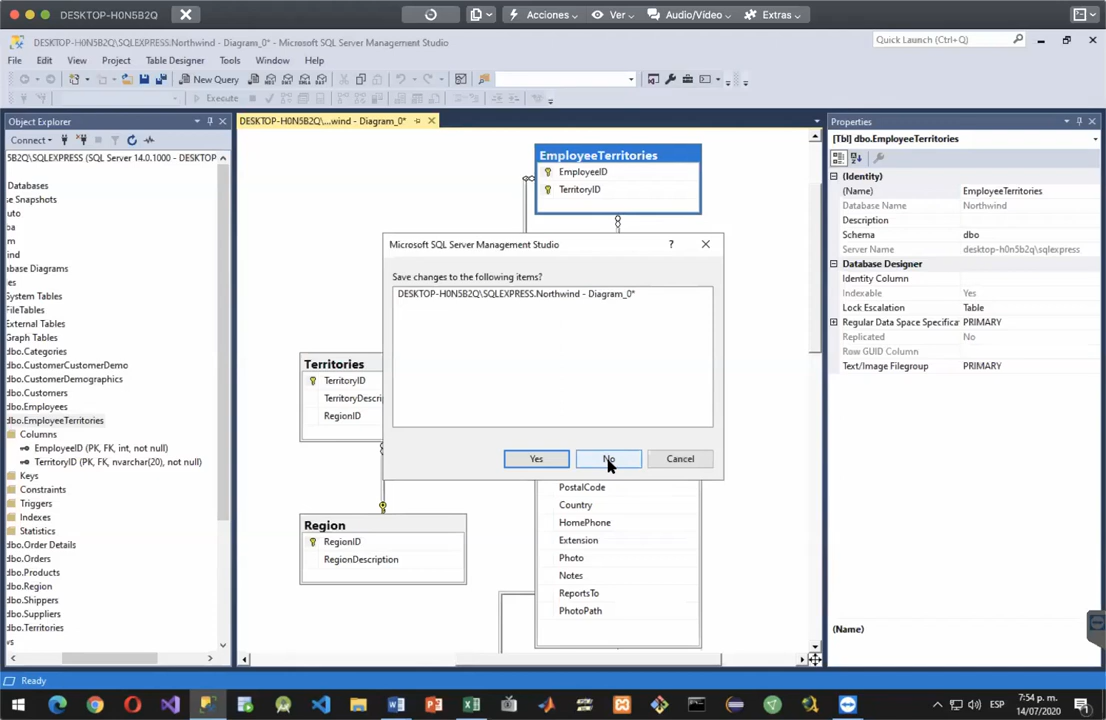 DESKTOP-H0N5B2Q
Acciones
Ver
Audio/Vídeo
Extras
DESKTOP-H0N5B2Q\SQLEXPRESS.Northwind - Diagram_0* - Microsoft SQL Server Management Studio
Quick Launch (Ctrl+Q)
File Edit View Project Table Designer Tools Window Help
New Query
Execute
Object Explorer
Connect
5B2Q\SQLEXPRESS (SQL Server 14.0.1000 - DESKTOP
Databases
se Snapshots
auto
ba
m
ind
ase Diagrams
es
System Tables
FileTables
External Tables
Graph Tables
dbo.Categories
dbo.CustomerCustomerDemo
dbo.CustomerDemographics
dbo.Customers
dbo.Employees
dbo.EmployeeTerritories
Columns
EmployeeID (PK, FK, int, not null)
TerritoryID (PK, FK, nvarchar(20), not null)
Keys
Constraints
Triggers
Indexes
Statistics
dbo.Order Details
dbo.Orders
dbo.Products
dbo.Region
dbo.Shippers
dbo.Suppliers
dbo.Territories
ws
DESKTOP-H0N5B2Q\...wind - Diagram_0*
EmployeeTerritories
EmployeeID
TerritoryID
Microsoft SQL Server Management Studio
?
Save changes to the following items?
DESKTOP-H0N5B2Q\SQLEXPRESS.Northwind - Diagram_0*
Yes
No
Cancel
Territories
TerritoryID
TerritoryDescri
RegionID
Region
RegionID
RegionDescription
PostalCode
Country
HomePhone
Extension
Photo
Notes
ReportsTo
PhotoPath
Properties
[Tbl] dbo.EmployeeTerritories
(Identity)
(Name) EmployeeTerritories
Database Name Northwind
Description
Schema dbo
Server Name desktop-h0n5b2q\sqlexpress
Database Designer
Identity Column
Indexable Yes
Lock Escalation Table
Regular Data Space Specifica PRIMARY
Replicated No
Row GUID Column
Text/Image Filegroup PRIMARY
(Name)
Ready
ESP
7:54 p. m.
14/07/2020